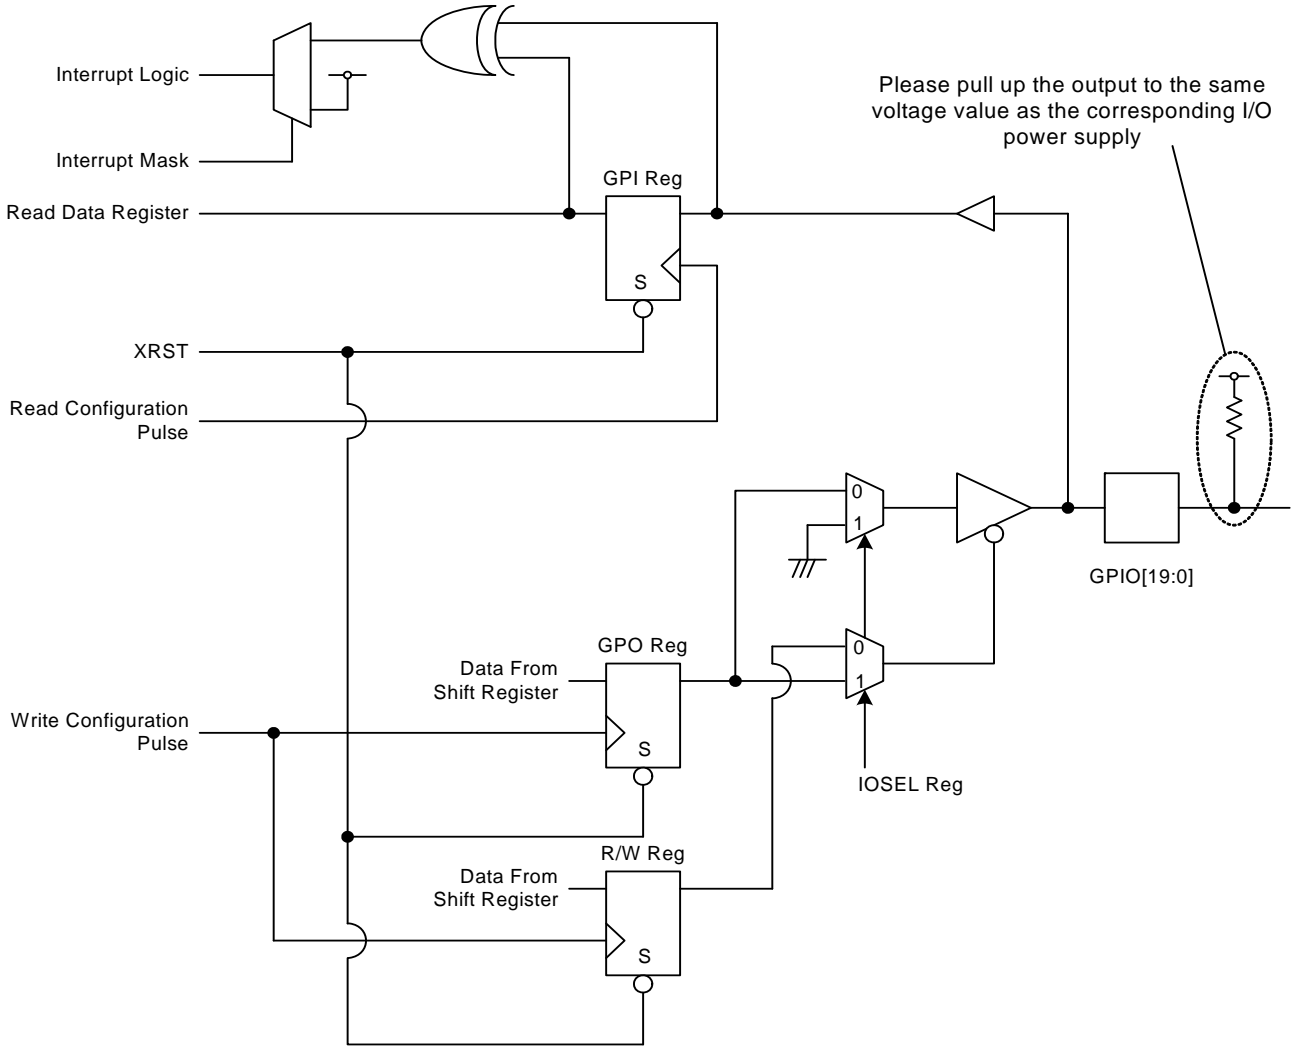 Interrupt Logic
Please pull up the output to the same
voltage value as the corresponding I/O
power supply
Interrupt Mask
GPI Reg
Read Data Register
S
XRST
Read Configuration
Pulse
0
1
GPIO[19:0]
GPO Reg
0
Data From
Shift Register
1
Write Configuration
Pulse
S
IOSEL Reg
R/W Reg
Data From
Shift Register
S